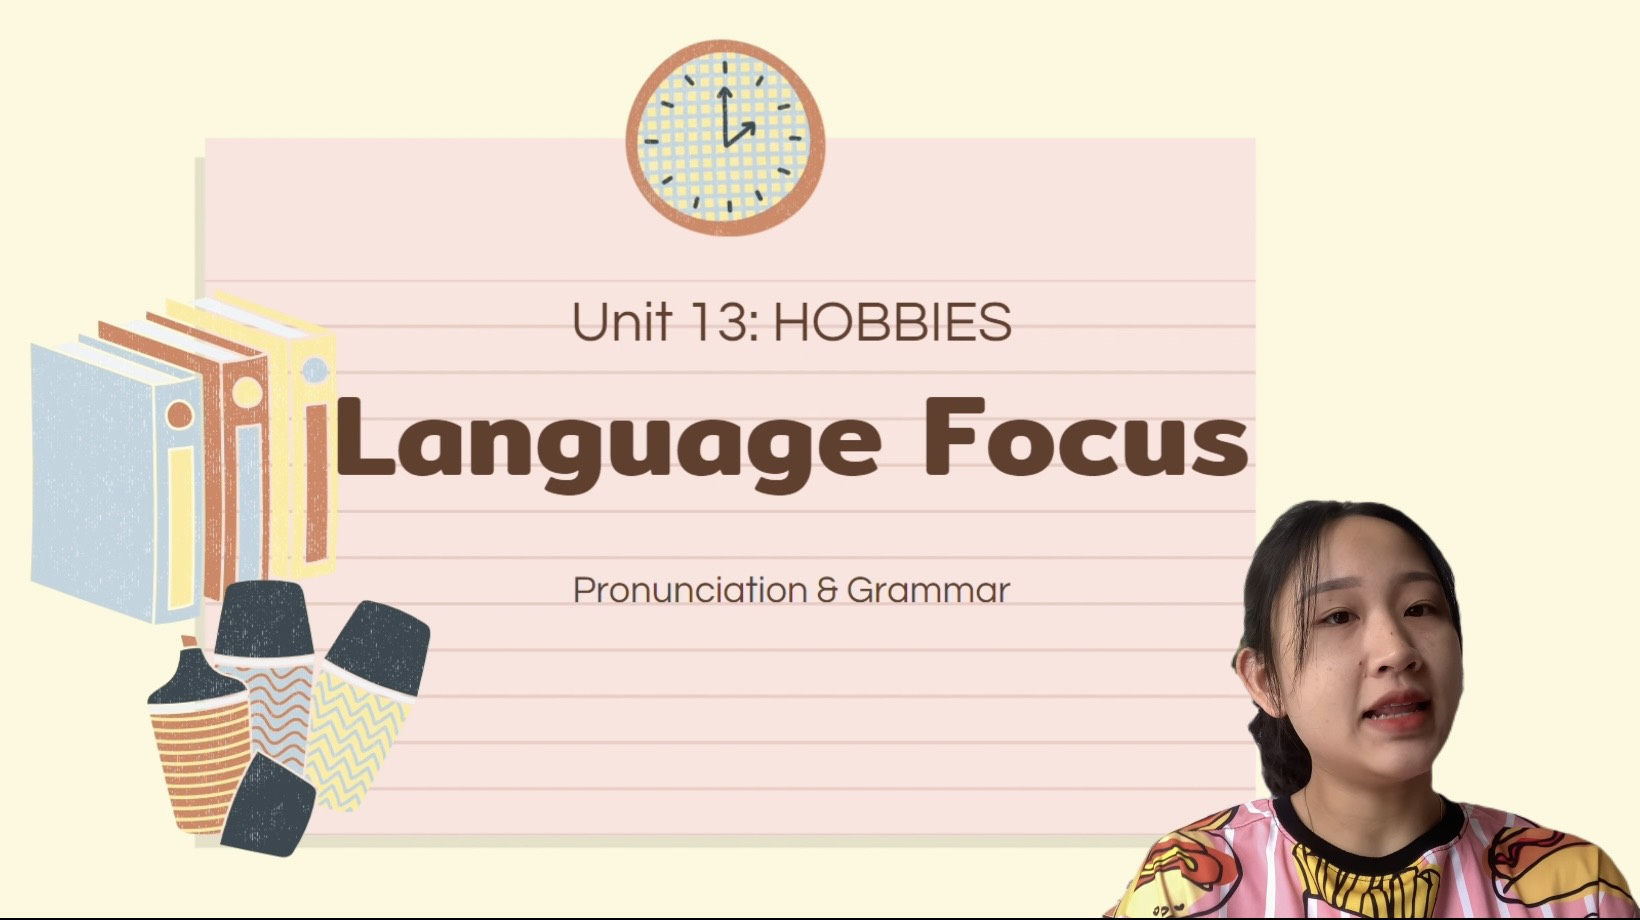 Unit 13: HOBBIES
Language Focus
Pronunciation & Grammar